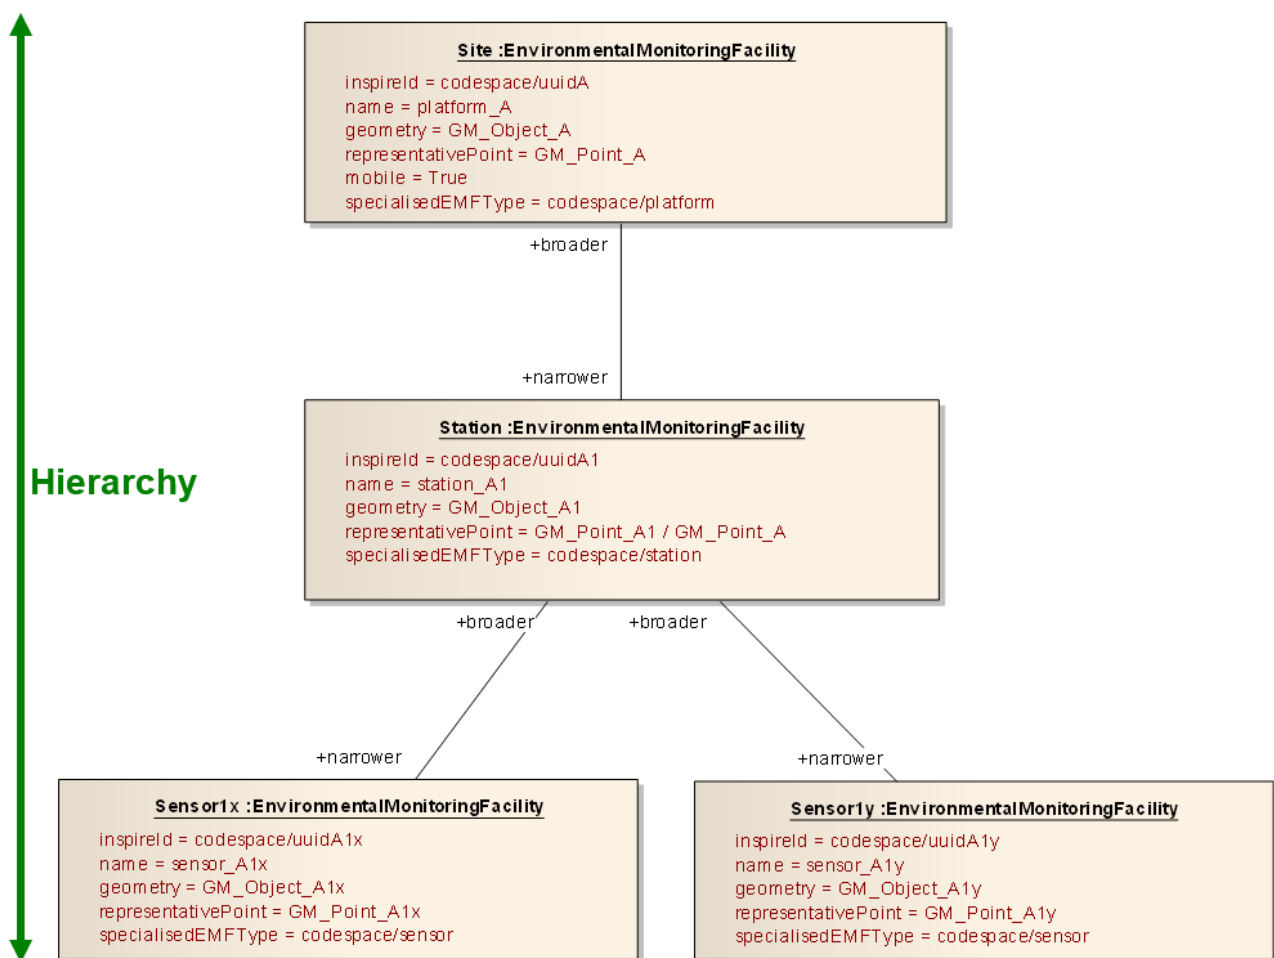 Site :EnvironmentalMonitoringFacility
inspireId = codespace/uuidA
name = platform_A
geometry = GM_Object_A
representativePoint = GM_Point_A
mobile = True
specialisedEMFType = codespace/platform
+broader
+narrower
Station :EnvironmentalMonitoringFacility
inspireId = codespace/uuidA1
name = station_A1
geometry = GM_Object_A1
representativePoint = GM_Point_A1 / GM_Point_A
specialisedEMFType = codespace/station
Hierarchy
+broader
+broader
+narrower
+narrower
Sensor1x :EnvironmentalMonitoringFacility
inspireId = codespace/uuidA1x
name = sensor_A1x
geometry = GM_Object_A1x
representativePoint = GM_Point_A1x
specialisedEMFType = codespace/sensor
Sensor1y :EnvironmentalMonitoringFacility
inspireId = codespace/uuidA1y
name = sensor_A1y
geometry = GM_Object_A1y
representativePoint = GM_Point_A1y
specialisedEMFType = codespace/sensor